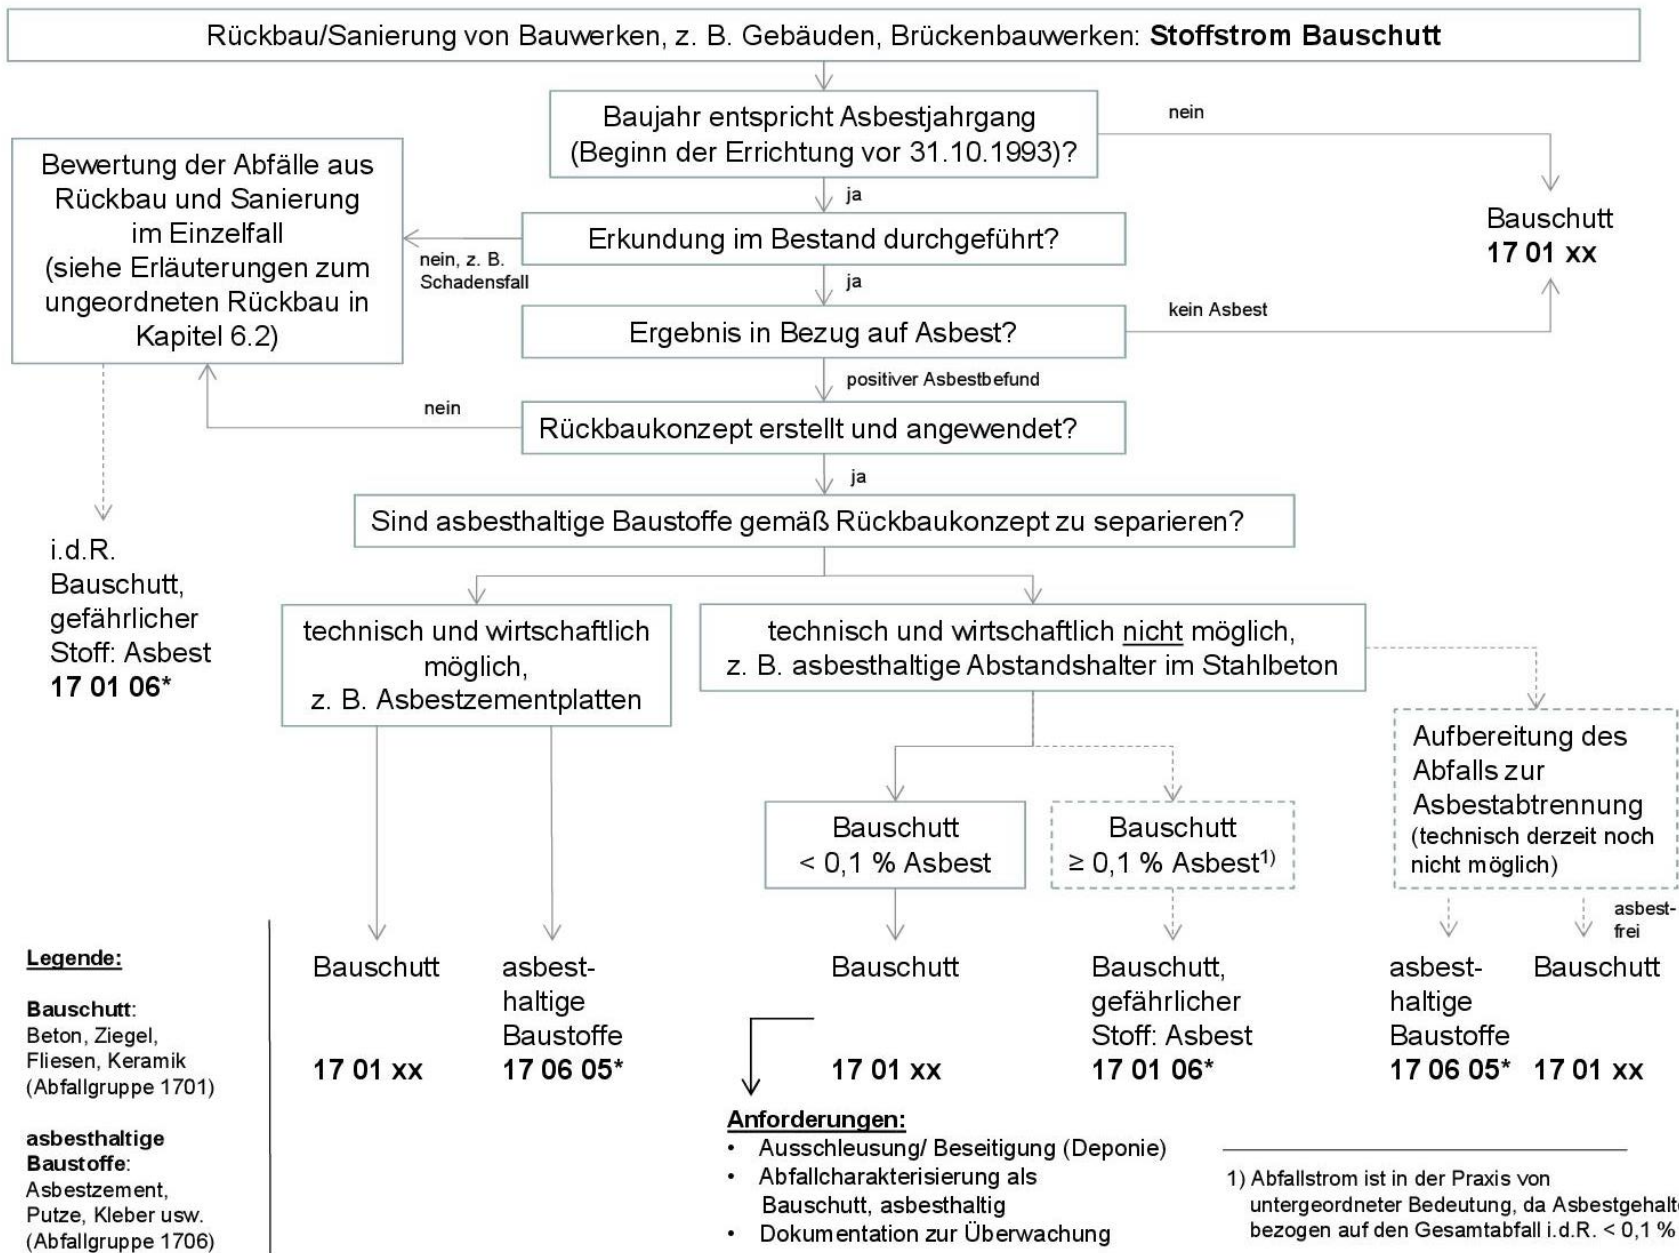 Rückbau/Sanierung von Bauwerken, z. B. Gebäuden, Brückenbauwerken: Stoffstrom Bauschutt
Baujahr entspricht Asbestjahrgang
(Beginn der Errichtung vor 31.10.1993)?
nein
ja
Bewertung der Abfälle aus
Rückbau und Sanierung
im Einzelfall
(siehe Erläuterungen zum
ungeordneten Rückbau in
Kapitel 6.2)
Erkundung im Bestand durchgeführt?
nein, z. B.
Schadensfall
ja
Bauschutt
17 01 xx
Ergebnis in Bezug auf Asbest?
kein Asbest
positiver Asbestbefund
Rückbaukonzept erstellt und angewendet?
nein
ja
Sind asbesthaltige Baustoffe gemäß Rückbaukonzept zu separieren?
i.d.R.
Bauschutt,
gefährlicher
Stoff: Asbest
17 01 06*
technisch und wirtschaftlich
möglich,
z. B. Asbestzementplatten
technisch und wirtschaftlich nicht möglich,
z. B. asbesthaltige Abstandshalter im Stahlbeton
Aufbereitung des
Abfalls zur
Asbestabtrennung
(technisch derzeit noch
nicht möglich)
Bauschutt
< 0,1 % Asbest
Bauschutt
≥ 0,1 % Asbest1)
asbest-
frei
Bauschutt
17 01 xx
asbest-
haltige
Baustoffe
17 06 05*
Bauschutt
17 01 xx
Bauschutt,
gefährlicher
Stoff: Asbest
17 01 06*
asbest-
haltige
Baustoffe
17 06 05*
Bauschutt
17 01 xx
Legende:
Bauschutt:
Beton, Ziegel,
Fliesen, Keramik
(Abfallgruppe 1701)
asbesthaltige
Baustoffe:
Asbestzement,
Putze, Kleber usw.
(Abfallgruppe 1706)
Anforderungen:
• Ausschleusung/ Beseitigung (Deponie)
• Abfallcharakterisierung als
Bauschutt, asbesthaltig
• Dokumentation zur Überwachung
1) Abfallstrom ist in der Praxis von
untergeordneter Bedeutung, da Asbestgehalt
bezogen auf den Gesamtabfall i.d.R. < 0,1 %